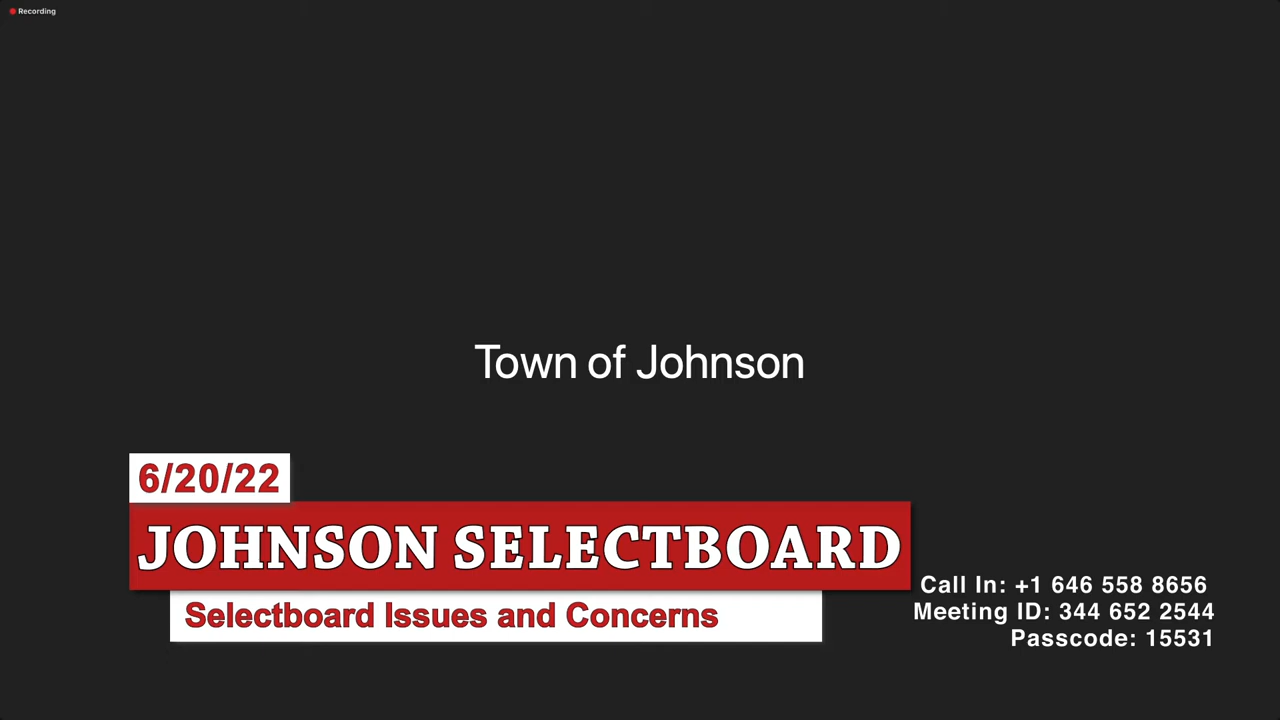 Recording
Town of Johnson
6/20/22
JOHNSON SELECTBOARD
Selectboard Issues and Concerns
Call In: +1 646 558 8656
Meeting ID: 344 652 2544
Passcode: 15531